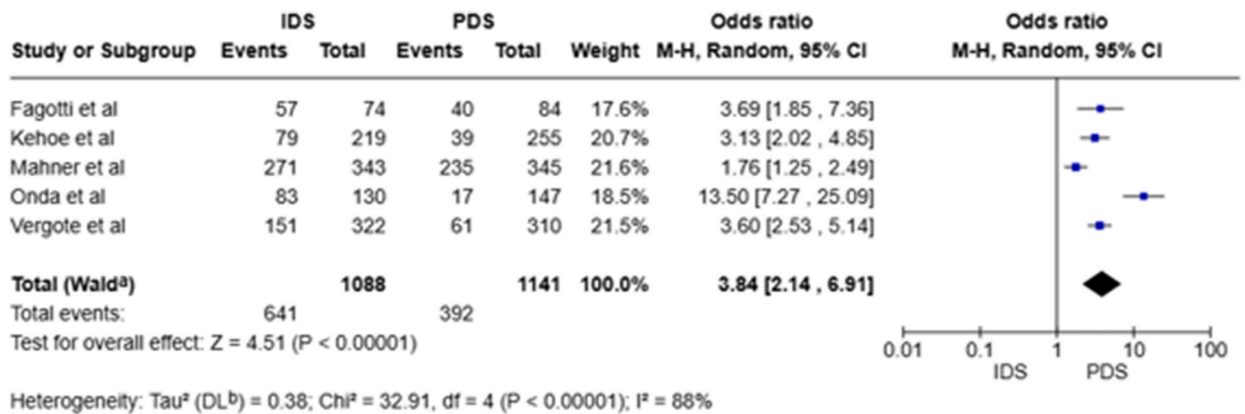 IDS PDS Odds ratio Odds ratio
Study or Subgroup Events Total Events Total Weight M-H, Random, 95% CI M-H, Random, 95% CI
Fagotti et al 57 74 40 84 17.6% 3.69 [1.85 , 7.36]
Kehoe et al 79 219 39 255 20.7% 3.13 [2.02 , 4.85]
Mahner et al 271 343 235 345 21.6% 1.76 [1.25 , 2.49]
Onda et al 83 130 17 147 18.5% 13.50 [7.27 , 25.09]
Vergote et al 151 322 61 310 21.5% 3.60 [2.53 , 5.14]
Total (Waldᵃ) 1088 1141 100.0% 3.84 [2.14 , 6.91]
Total events: 641 392
Test for overall effect: Z = 4.51 (P < 0.00001)
0.01 0.1 1 10 100
IDS PDS
Heterogeneity: Tau² (DLᵇ) = 0.38; Chi² = 32.91, df = 4 (P < 0.00001); I² = 88%